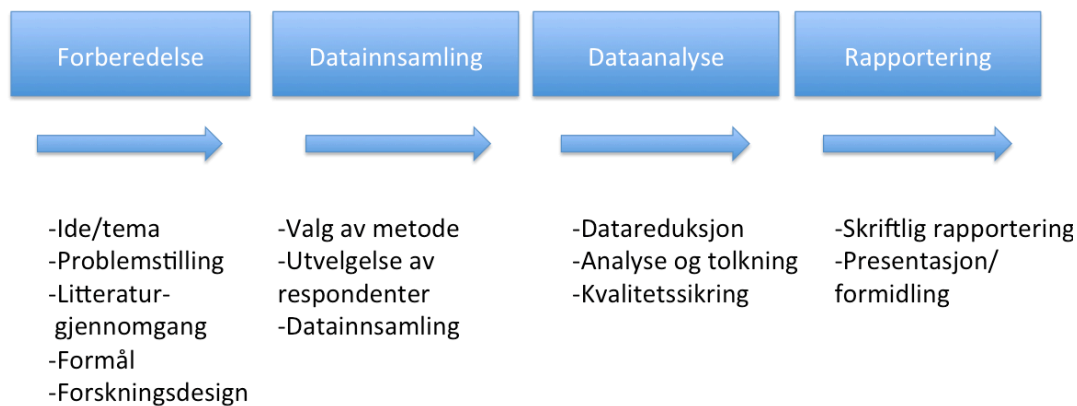 Forberedelse
Datainnsamling
Dataanalyse
Rapportering
-Ide/tema
-Problemstilling
-Litteratur-
gjennomgang
-Formål
-Forskningsdesign
-Valg av metode
-Utvelgelse av
respondenter
-Datainnsamling
-Datareduksjon
-Analyse og tolkning
-Kvalitetssikring
-Skriftlig rapportering
-Presentasjon/
formidling